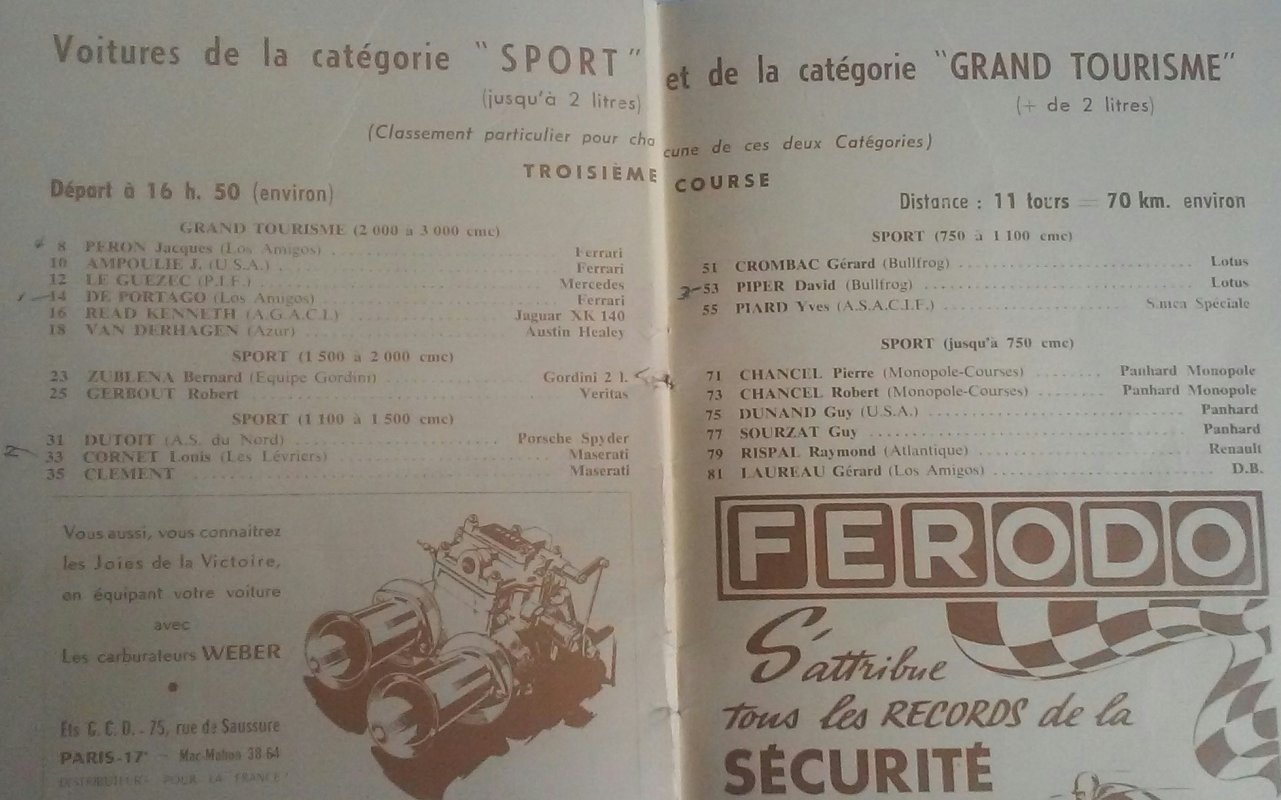 Voitures de la catégorie "SPORT" et de la catégorie "GRAND TOURISME"
(jusqu'à 2 litres)
(+ de 2 litres)
(Classement particulier pour chacune de ces deux Catégories)
TROISIÈME COURSE
Départ à 16 h. 50 (environ)
Distance : 11 tours = 70 km. environ
GRAND TOURISME (2 000 a 3 000 cmc)
8 PERON Jacques (Los Amigos) Ferrari
10 AMPOULIE J. (U.S.A.) Ferrari
12 LE GUEZEC (P.I.F.) Mercedes
1 14 DE PORTAGO (Los Amigos) Ferrari
16 READ KENNETH (A.G.A.C.I.) Jaguar XK 140
18 VAN DERHAGEN (Azur) Austin Healey
SPORT (1 500 à 2 000 cmc)
23 ZUBLENA Bernard (Equipe Gordini) Gordini 2 l.
25 GERBOUT Robert Veritas
SPORT (1 100 à 1 500 cmc)
31 DUTOIT (A.S. du Nord) Porsche Spyder
2 33 CORNET Louis (Les Lévriers) Maserati
35 CLEMENT Maserati
SPORT (750 à 1 100 cmc)
51 CROMBAC Gérard (Bullfrog) Lotus
3 53 PIPER David (Bullfrog) Lotus
55 PIARD Yves (A.S.A.C.I.F.) Simca Spéciale
SPORT (jusqu'à 750 cmc)
71 CHANCEL Pierre (Monopole-Courses) Panhard Monopole
73 CHANCEL Robert (Monopole-Courses) Panhard Monopole
75 DUNAND Guy (U.S.A.) Panhard
77 SOURZAT Guy Panhard
79 RISPAL Raymond (Atlantique) Renault
81 LAUREAU Gérard (Los Amigos) D.B.
Vous aussi, vous connaitrez
les Joies de la Victoire,
en équipant votre voiture
avec
Les carburateurs WEBER
Ets G. C. D. - 75, rue de Saussure
PARIS-17e - Mac-Mahon 38 64
DISTRIBUTEURS POUR LA FRANCE
FERODO
S'attribue
tous les RECORDS de la
SÉCURITÉ